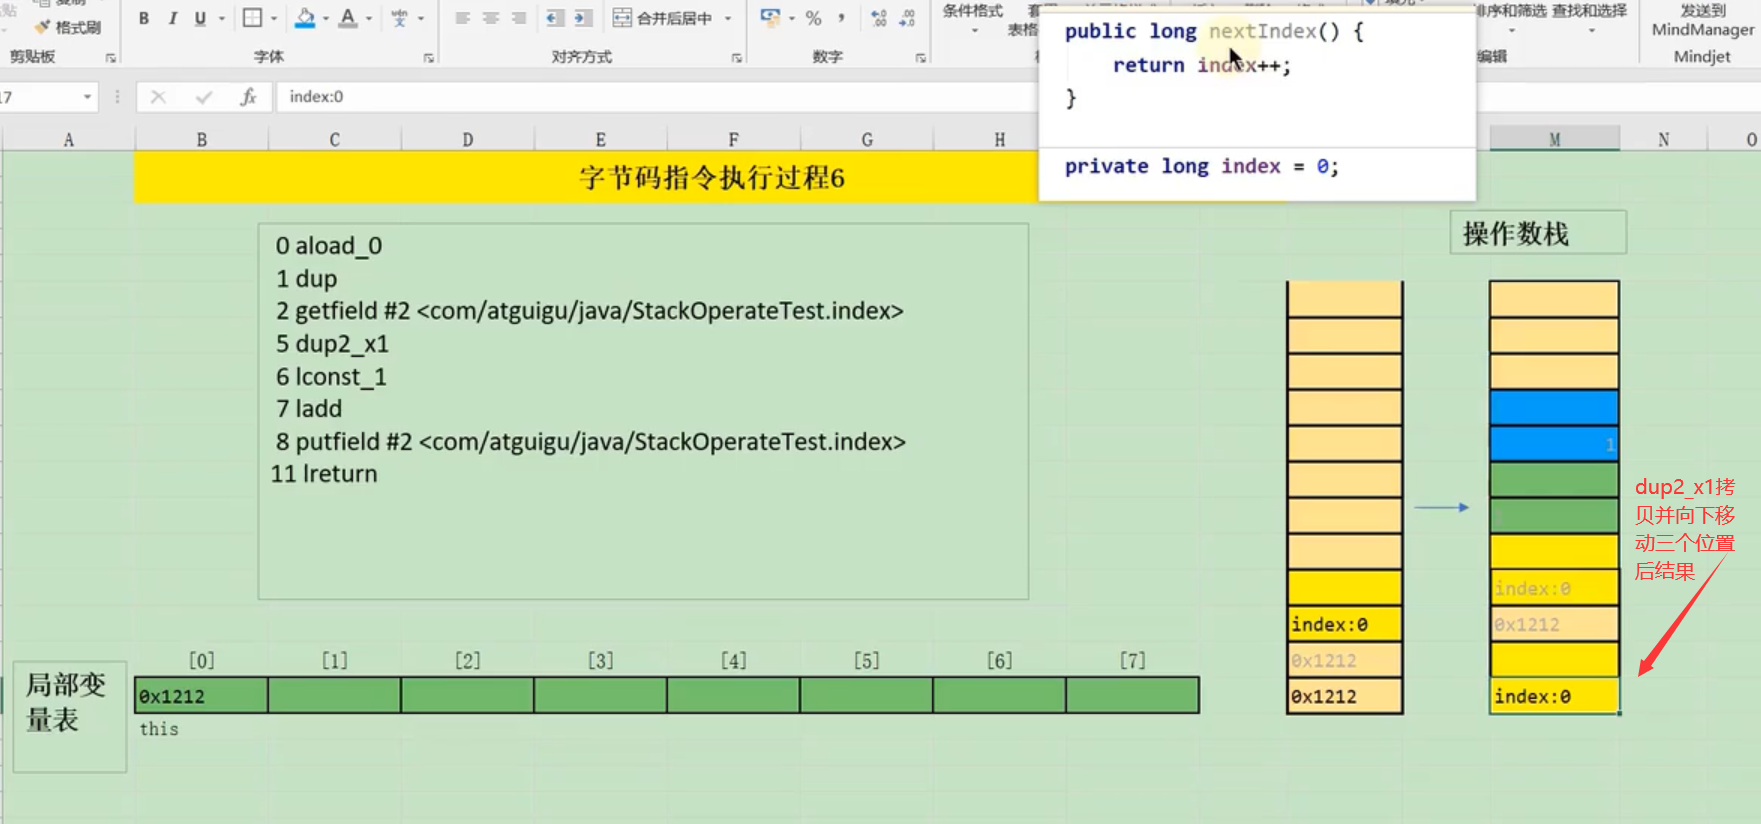 格式刷
B I U
合并后居中
%
条件格式
排序和筛选 查找和选择
发送到
MindManager
剪贴板
字体
对齐方式
数字
编辑
Mindjet
public long nextIndex() {
return index++;
}
private long index = 0;
17
fx
index:0
A B C D E F G H M N O
字节码指令执行过程6
操作数栈
0 aload_0
1 dup
2 getfield #2 <com/atguigu/java/StackOperateTest.index>
5 dup2_x1
6 lconst_1
7 ladd
8 putfield #2 <com/atguigu/java/StackOperateTest.index>
11 lreturn
1
dup2_x1拷
贝并向下移
动三个位置
后结果
index:0
index:0
0x1212
0x1212
0x1212
index:0
[0] [1] [2] [3] [4] [5] [6] [7]
局部变
量表
0x1212
this